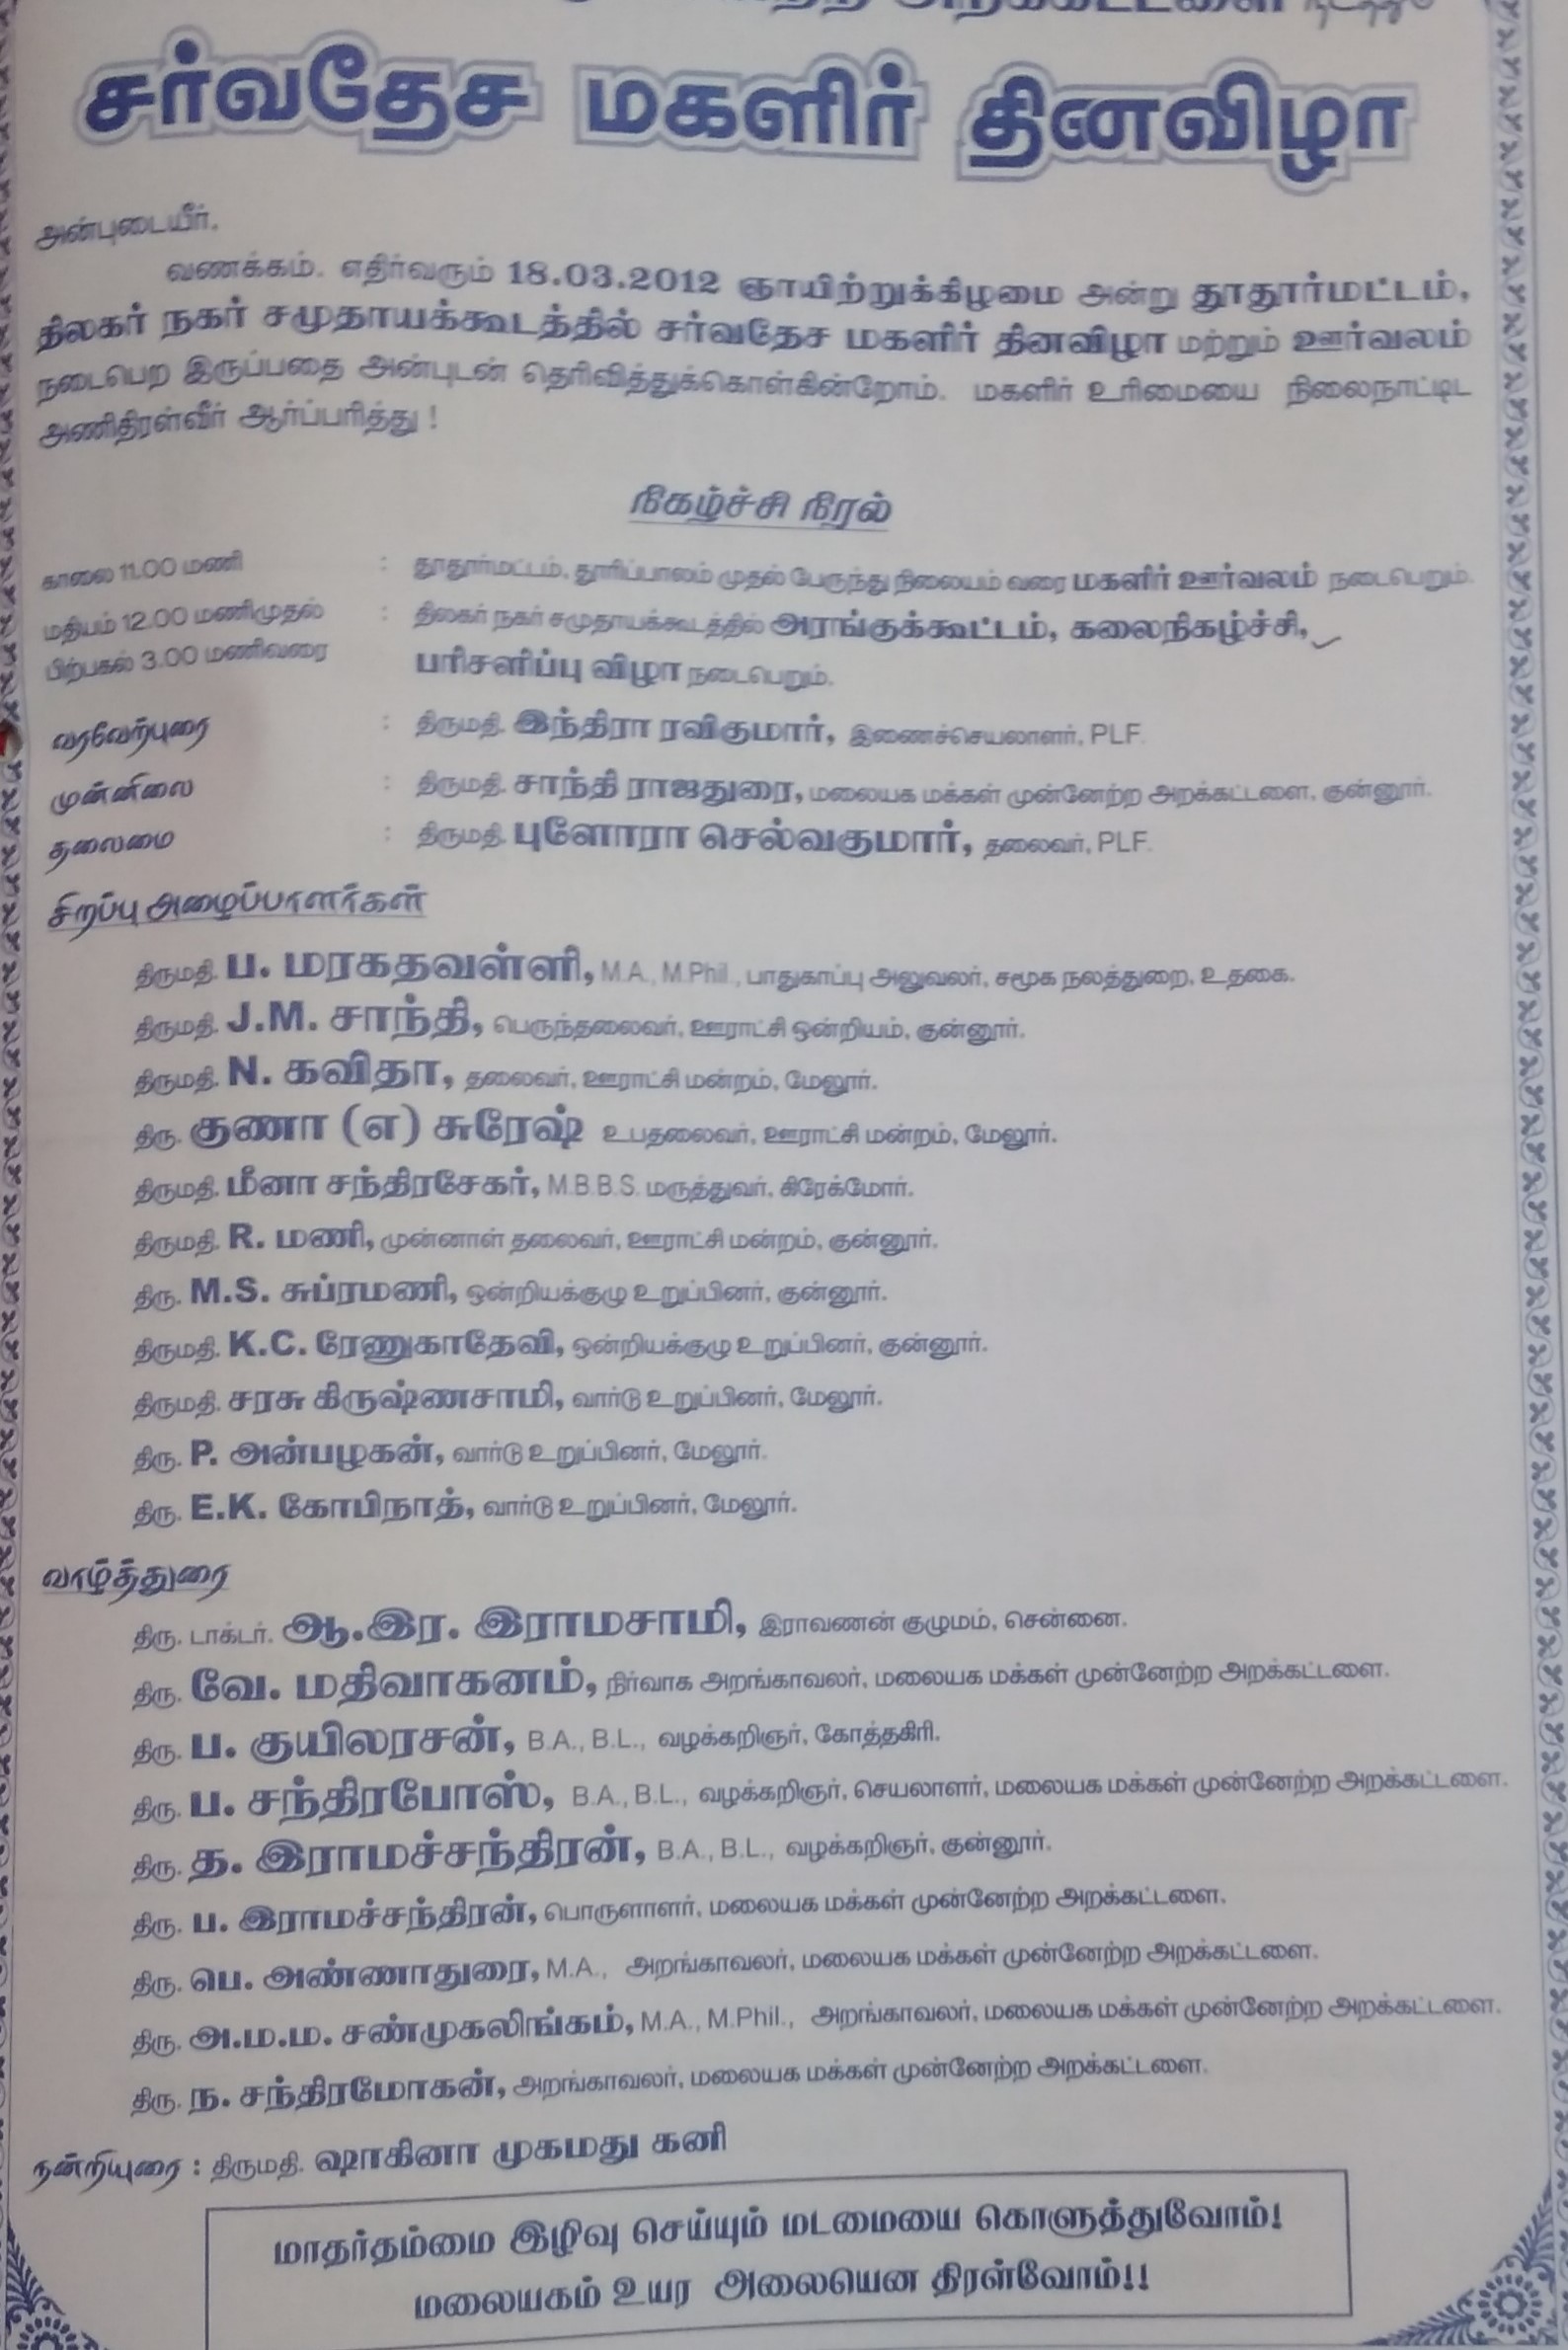 அறக்கட்டளை நடத்தும்
சர்வதேச மகளிர் தினவிழா
அன்புடையீர்.
வணக்கம். எதிர்வரும் 18.03.2012 ஞாயிற்றுக்கிழமை அன்று தூதூர்மட்டம்,
திலகர் நகர் சமுதாயக்கூடத்தில் சர்வதேச மகளிர் தினவிழா மற்றும் ஊர்வலம்
நடைபெற இருப்பதை அன்புடன் தெரிவித்துக்கொள்கின்றோம். மகளிர் உரிமையை நிலைநாட்டிட
அணிதிரள்வீர் ஆர்ப்பரித்து !
நிகழ்ச்சி நிரல்
காலை 11.00 மணி : தூதூர்மட்டம், தூரிப்பாலம் முதல் பேருந்து நிலையம் வரை மகளிர் ஊர்வலம் நடைபெறும்.
மதியம் 12.00 மணிமுதல் : திலகர் நகர் சமுதாயக்கூடத்தில் அரங்குக்கூட்டம், கலைநிகழ்ச்சி,
பிற்பகல் 3.00 மணிவரை பரிசளிப்பு விழா நடைபெறும்.
வரவேற்புரை : திருமதி. இந்திரா ரவிகுமார், இணைச்செயலாளர், PLF.
முன்னிலை : திருமதி. சாந்தி ராஜதுரை, மலையக மக்கள் முன்னேற்ற அறக்கட்டளை, குன்னூர்.
தலைமை : திருமதி. புளோரா செல்வகுமார், தலைவர், PLF.
சிறப்பு அழைப்பாளர்கள்
திருமதி. ப. மரகதவள்ளி, M.A., M.Phil., பாதுகாப்பு அலுவலர், சமூக நலத்துறை, உதகை.
திருமதி. J.M. சாந்தி, பெருந்தலைவர், ஊராட்சி ஒன்றியம், குன்னூர்.
திருமதி. N. கவிதா, தலைவர், ஊராட்சி மன்றம், மேலூர்.
திரு. குணா (எ) சுரேஷ் உபதலைவர், ஊராட்சி மன்றம், மேலூர்.
திருமதி. மீனா சந்திரசேகர், M.B.B.S. மருத்துவர், கிரேக்மோர்.
திருமதி. R. மணி, முன்னாள் தலைவர், ஊராட்சி மன்றம், குன்னூர்.
திரு. M.S. சுப்ரமணி, ஒன்றியக்குழு உறுப்பினர், குன்னூர்.
திருமதி. K.C. ரேணுகாதேவி, ஒன்றியக்குழு உறுப்பினர், குன்னூர்.
திருமதி. சரசு கிருஷ்ணசாமி, வார்டு உறுப்பினர், மேலூர்.
திரு. P. அன்பழகன், வார்டு உறுப்பினர், மேலூர்.
திரு. E.K. கோபிநாத், வார்டு உறுப்பினர், மேலூர்.
வாழ்த்துரை
திரு. டாக்டர். ஆ.இர. இராமசாமி, இராவணன் குழுமம், சென்னை.
திரு. வே. மதிவாகனம், நிர்வாக அறங்காவலர், மலையக மக்கள் முன்னேற்ற அறக்கட்டளை.
திரு. ப. குயிலரசன், B.A., B.L., வழக்கறிஞர், கோத்தகிரி.
திரு. ப. சந்திரபோஸ், B.A., B.L., வழக்கறிஞர், செயலாளர், மலையக மக்கள் முன்னேற்ற அறக்கட்டளை.
திரு. த. இராமச்சந்திரன், B.A., B.L., வழக்கறிஞர், குன்னூர்.
திரு. ப. இராமச்சந்திரன், பொருளாளர், மலையக மக்கள் முன்னேற்ற அறக்கட்டளை.
திரு. பெ. அண்ணாதுரை, M.A., அறங்காவலர், மலையக மக்கள் முன்னேற்ற அறக்கட்டளை.
திரு. அ.ம.ம. சண்முகலிங்கம், M.A., M.Phil., அறங்காவலர், மலையக மக்கள் முன்னேற்ற அறக்கட்டளை.
திரு. ந. சந்திரமோகன், அறங்காவலர், மலையக மக்கள் முன்னேற்ற அறக்கட்டளை.
நன்றியுரை : திருமதி. ஷாகினா முகமது கனி
மாதர்தம்மை இழிவு செய்யும் மடமையை கொளுத்துவோம்!
மலையகம் உயர அலையென திரள்வோம்!!